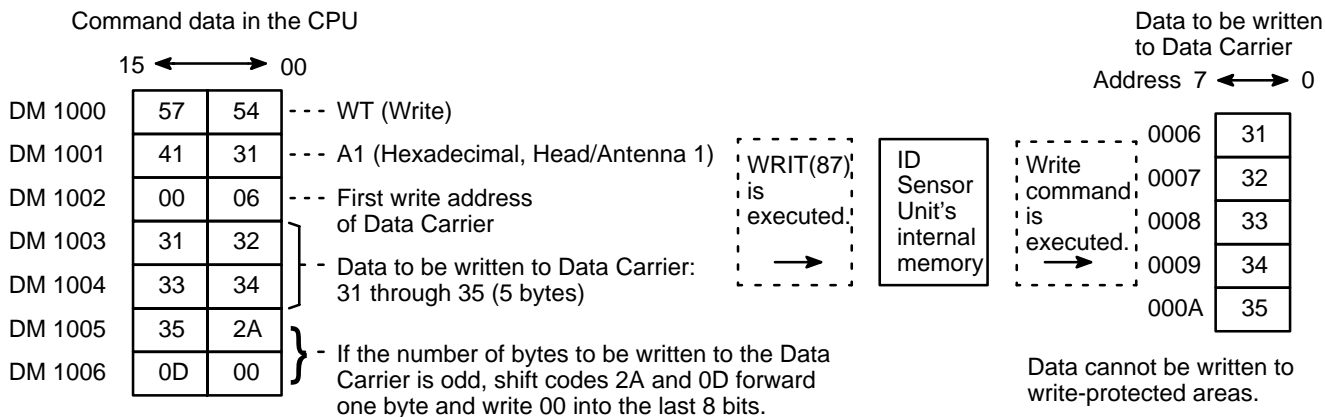 Command data in the CPU
15 00
DM 1000 57 54 WT (Write)
DM 1001 41 31 A1 (Hexadecimal, Head/Antenna 1)
DM 1002 00 06 First write address
of Data Carrier
DM 1003 31 32
DM 1004 33 34 Data to be written to Data Carrier:
31 through 35 (5 bytes)
DM 1005 35 2A
DM 1006 0D 00 If the number of bytes to be written to the Data
Carrier is odd, shift codes 2A and 0D forward
one byte and write 00 into the last 8 bits.
WRIT(87)
is
executed.
ID
Sensor
Unit's
internal
memory
Write
command
is
executed.
Data to be written
to Data Carrier
Address 7 0
0006 31
0007 32
0008 33
0009 34
000A 35
Data cannot be written to
write-protected areas.